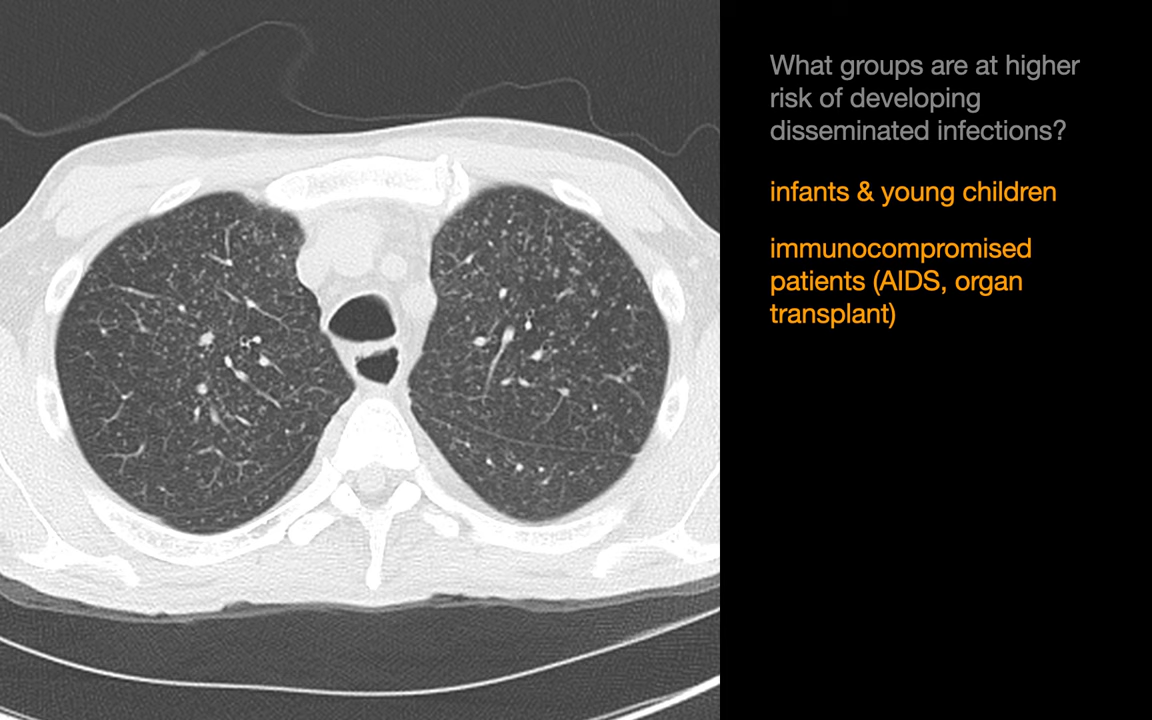 What groups are at higher
risk of developing
disseminated infections?
infants & young children
immunocompromised
patients (AIDS, organ
transplant)